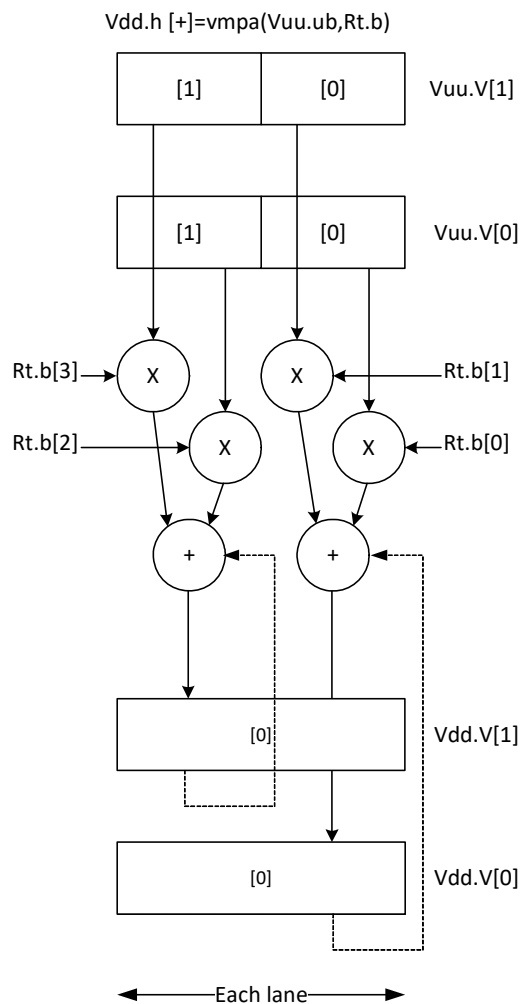 Vdd.h [+]=vmpa(Vuu.ub,Rt.b)
[1] [0] Vuu.V[1]
[1] [0] Vuu.V[0]
Rt.b[3] X X Rt.b[1]
Rt.b[2] X X Rt.b[0]
+ +
[0] Vdd.V[1]
[0] Vdd.V[0]
Each lane